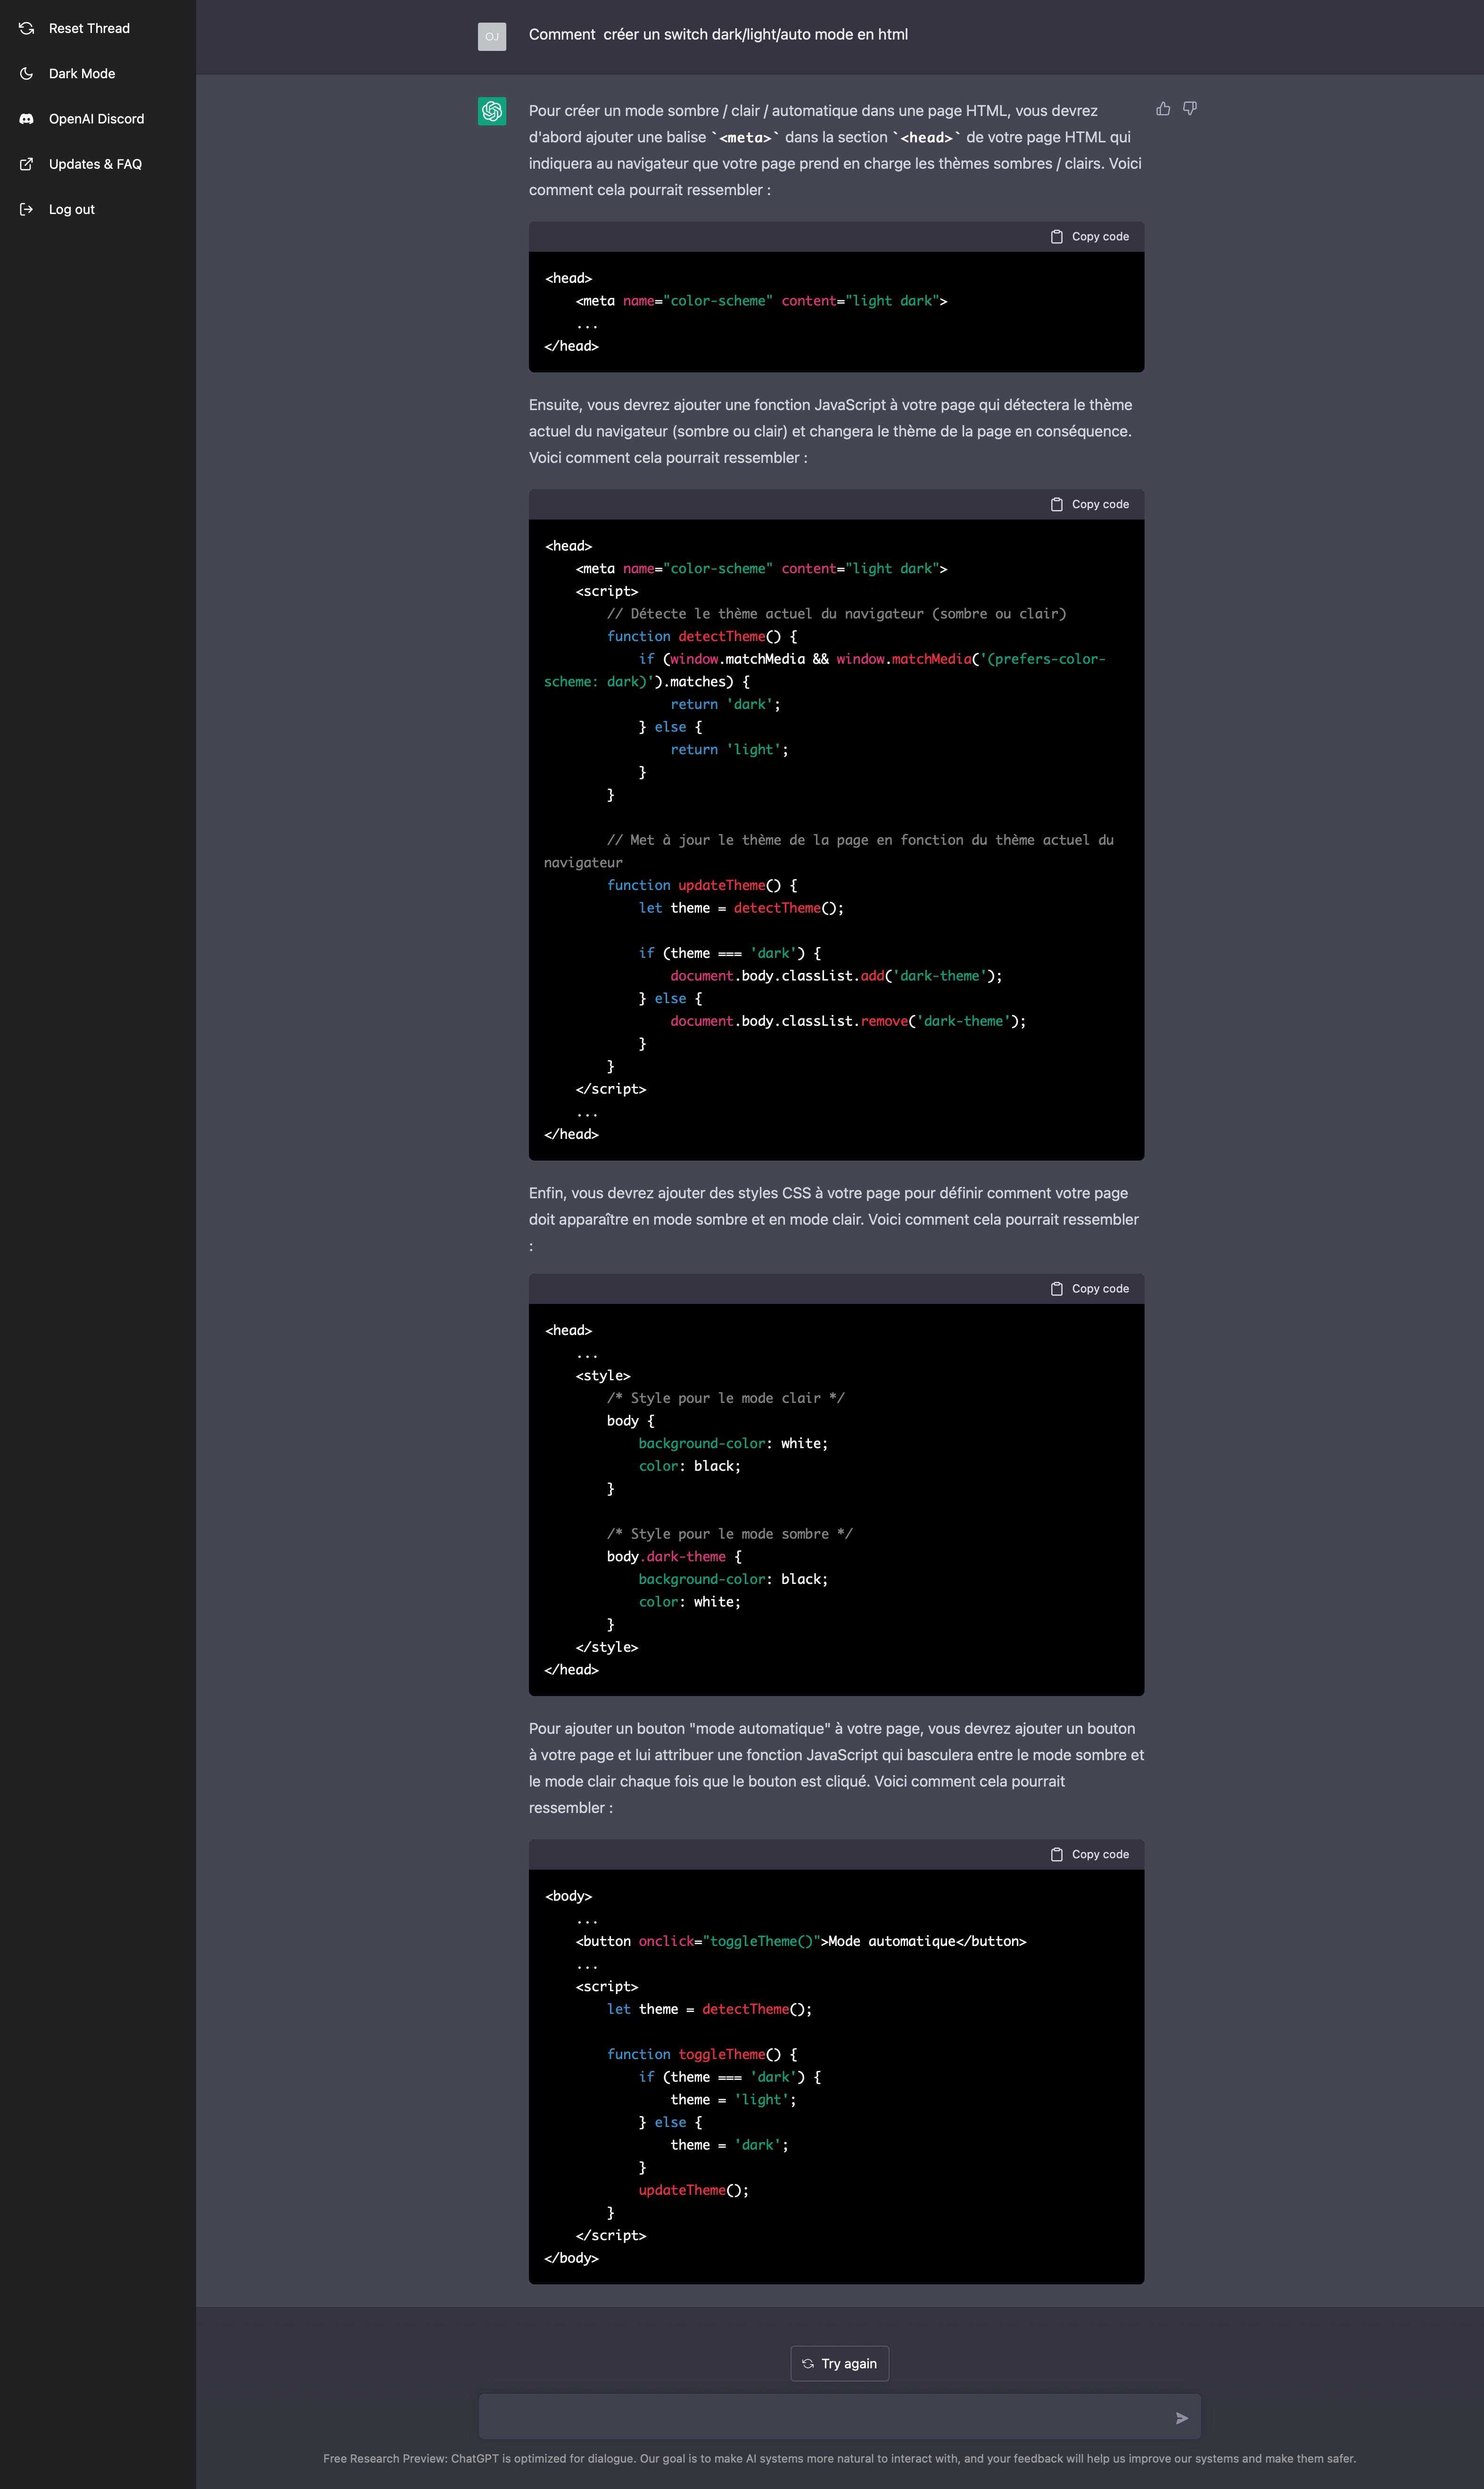 Reset Thread
Dark Mode
OpenAI Discord
Updates & FAQ
Log out
OJ
Comment  créer un switch dark/light/auto mode en html
Pour créer un mode sombre / clair / automatique dans une page HTML, vous devrez
d'abord ajouter une balise `<meta>` dans la section `<head>` de votre page HTML qui
indiquera au navigateur que votre page prend en charge les thèmes sombres / clairs. Voici
comment cela pourrait ressembler :
Copy code
<head>
    <meta name="color-scheme" content="light dark">
    ...
</head>
Ensuite, vous devrez ajouter une fonction JavaScript à votre page qui détectera le thème
actuel du navigateur (sombre ou clair) et changera le thème de la page en conséquence.
Voici comment cela pourrait ressembler :
Copy code
<head>
    <meta name="color-scheme" content="light dark">
    <script>
        // Détecte le thème actuel du navigateur (sombre ou clair)
        function detectTheme() {
            if (window.matchMedia && window.matchMedia('(prefers-color-
scheme: dark)').matches) {
                return 'dark';
            } else {
                return 'light';
            }
        }
        // Met à jour le thème de la page en fonction du thème actuel du
navigateur
        function updateTheme() {
            let theme = detectTheme();
            if (theme === 'dark') {
                document.body.classList.add('dark-theme');
            } else {
                document.body.classList.remove('dark-theme');
            }
        }
    </script>
    ...
</head>
Enfin, vous devrez ajouter des styles CSS à votre page pour définir comment votre page
doit apparaître en mode sombre et en mode clair. Voici comment cela pourrait ressembler
:
Copy code
<head>
    ...
    <style>
        /* Style pour le mode clair */
        body {
            background-color: white;
            color: black;
        }
        /* Style pour le mode sombre */
        body.dark-theme {
            background-color: black;
            color: white;
        }
    </style>
</head>
Pour ajouter un bouton "mode automatique" à votre page, vous devrez ajouter un bouton
à votre page et lui attribuer une fonction JavaScript qui basculera entre le mode sombre et
le mode clair chaque fois que le bouton est cliqué. Voici comment cela pourrait
ressembler :
Copy code
<body>
    ...
    <button onclick="toggleTheme()">Mode automatique</button>
    ...
    <script>
        let theme = detectTheme();
        function toggleTheme() {
            if (theme === 'dark') {
                theme = 'light';
            } else {
                theme = 'dark';
            }
            updateTheme();
        }
    </script>
</body>
Try again
Free Research Preview: ChatGPT is optimized for dialogue. Our goal is to make AI systems more natural to interact with, and your feedback will help us improve our systems and make them safer.